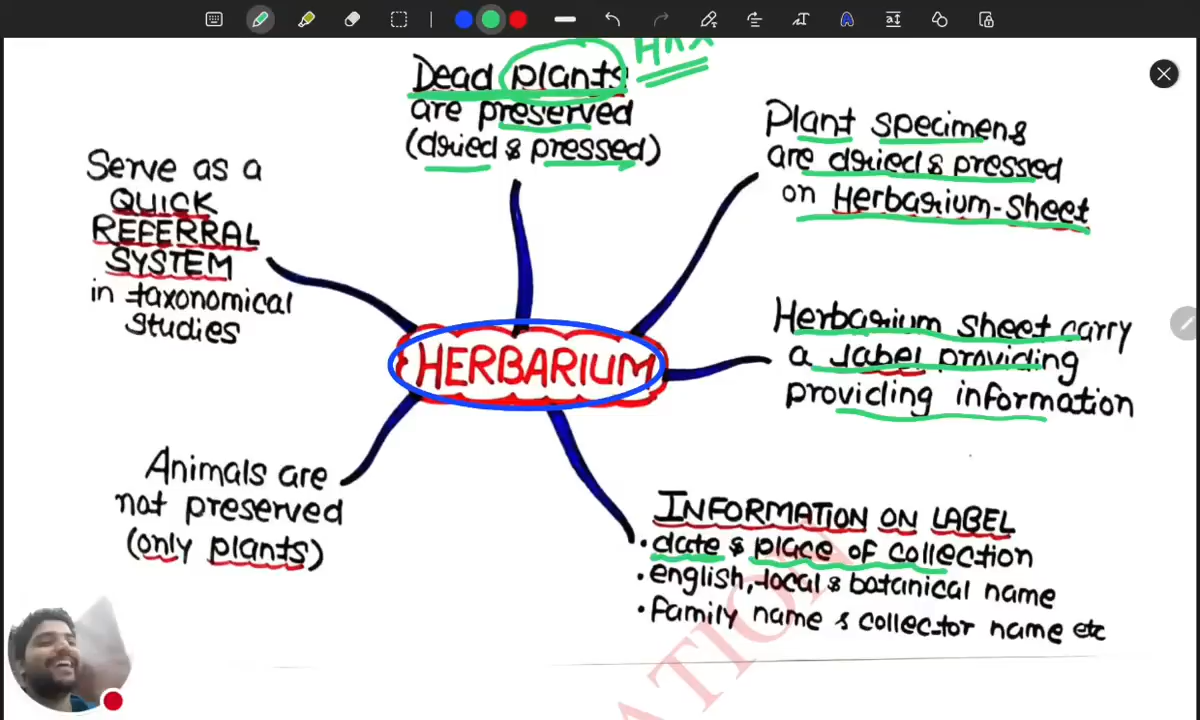 Dead plants
are preserved
(dried & pressed)
Plant specimens
are dried & pressed
on Herbarium-sheet
Serve as a
QUICK
REFERRAL
SYSTEM
in taxonomical
studies
HERBARIUM
Herbarium sheet carry
a label providing
providing information
Animals are
not preserved
(only plants)
INFORMATION ON LABEL
• date & place of collection
• english, local & botanical name
• Family name & collector name etc